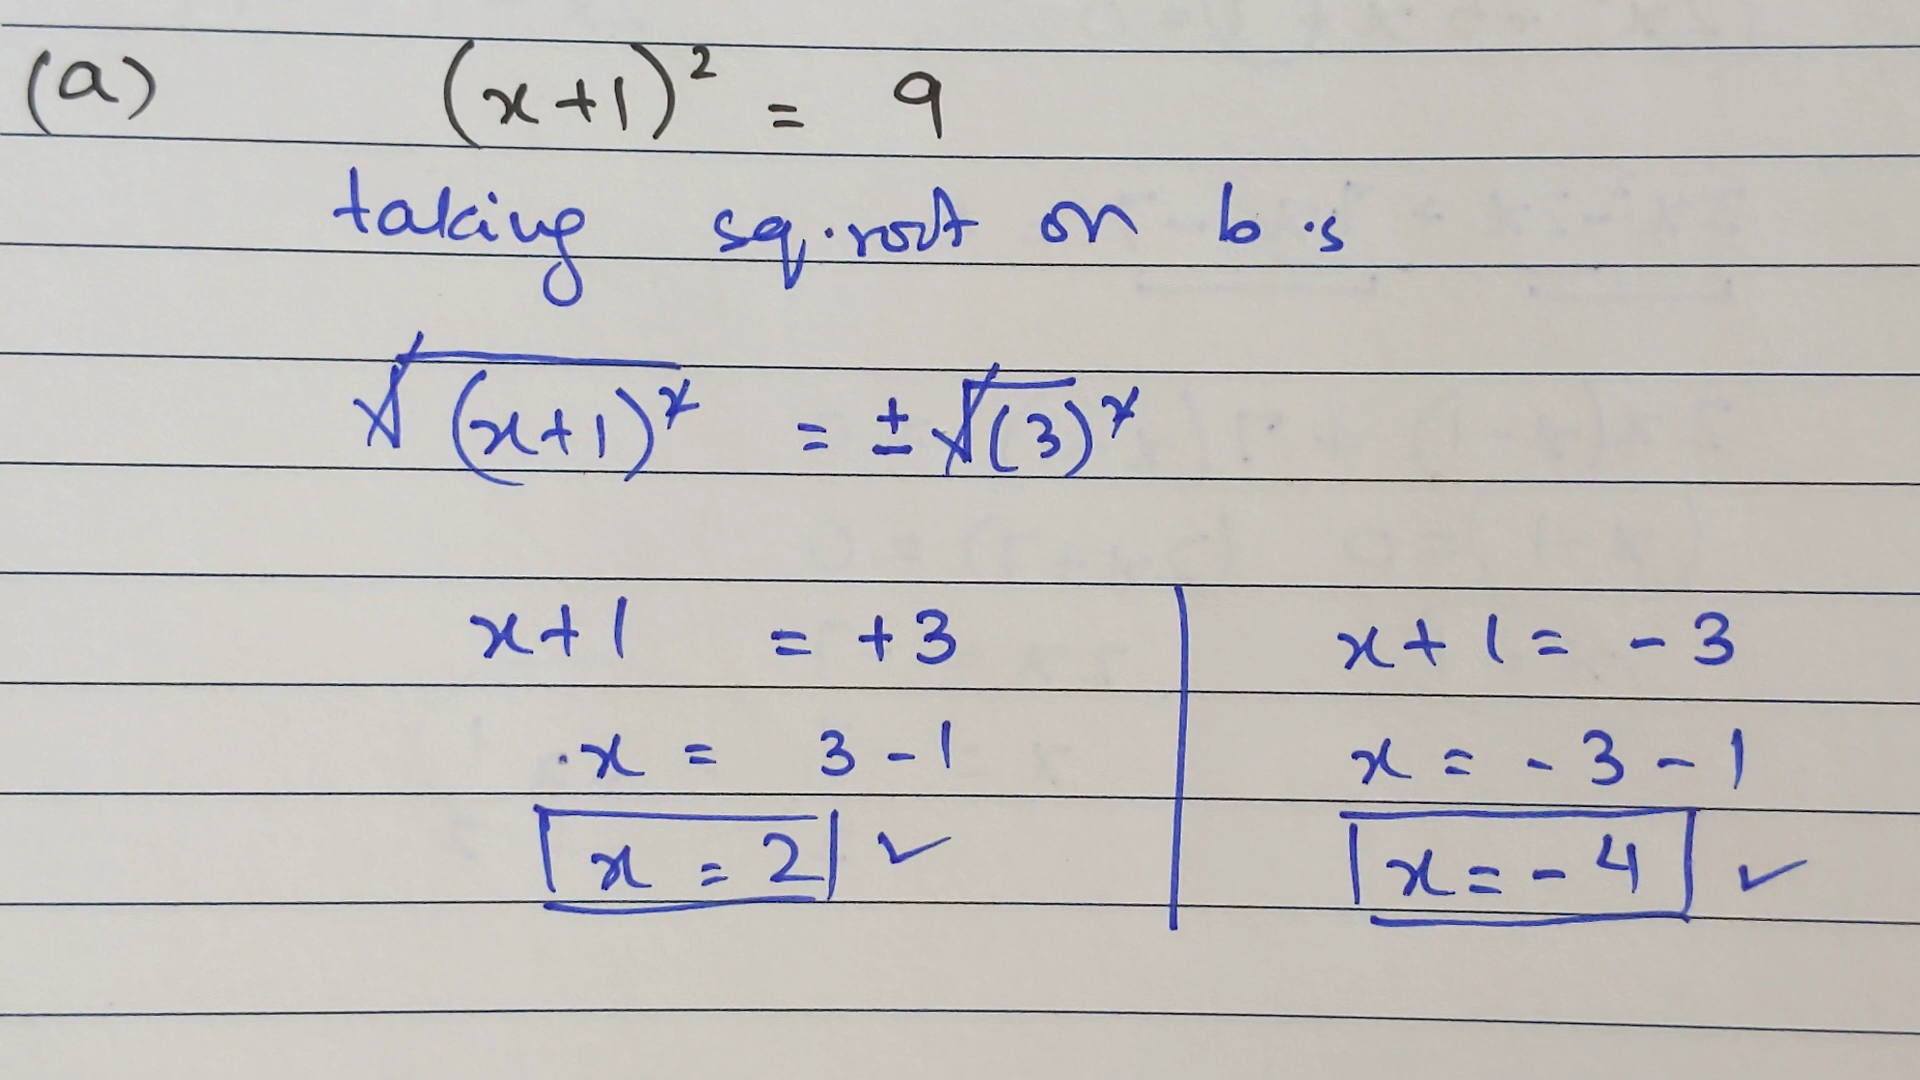 (a) (x+1)² = 9
taking sq. root on b.s
√(x+1)² = ± √(3)²
x+1 = +3 x+1 = -3
x = 3-1 x = -3-1
x = 2 ✓ x = -4 ✓